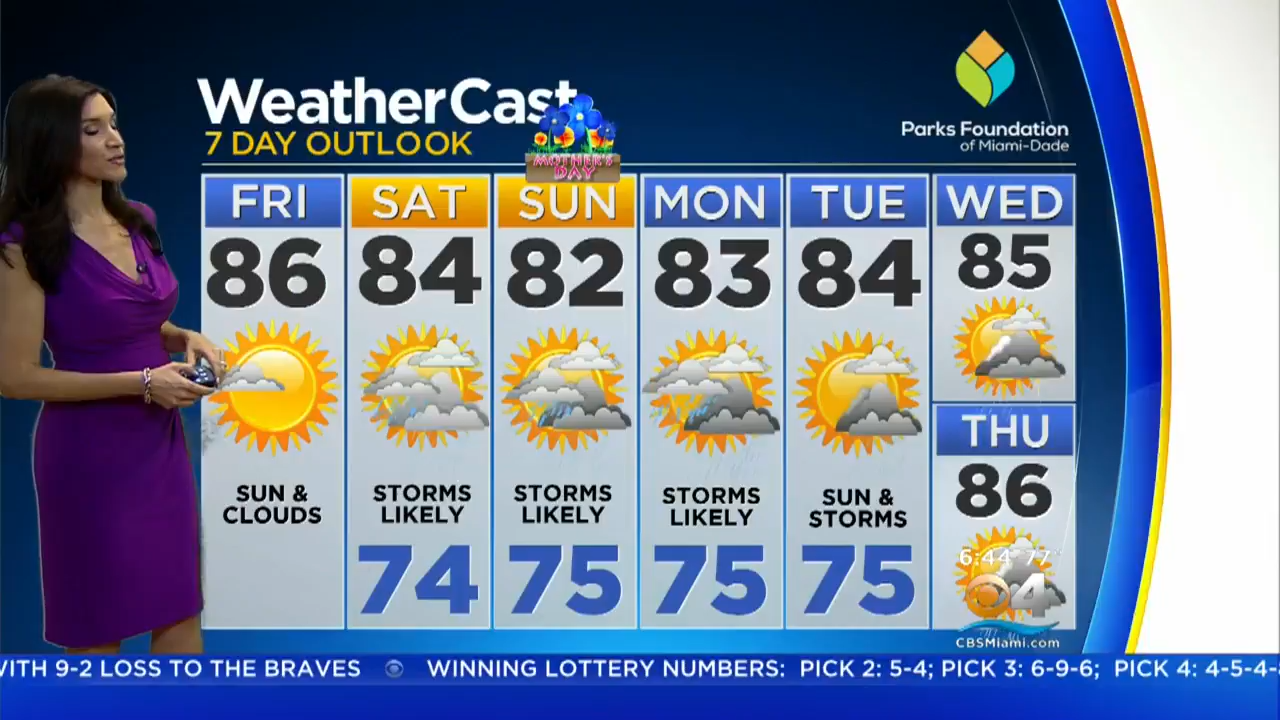 WeatherCast
7 DAY OUTLOOK
MOTHER'S
DAY
Parks Foundation
of Miami-Dade
FRI
86
SUN &
CLOUDS
SAT
84
STORMS
LIKELY
74
SUN
82
STORMS
LIKELY
75
MON
83
STORMS
LIKELY
75
TUE
84
SUN &
STORMS
75
WED
85
THU
86
6:44 77°
4
CBSMiami.com
WITH 9-2 LOSS TO THE BRAVES WINNING LOTTERY NUMBERS: PICK 2: 5-4; PICK 3: 6-9-6; PICK 4: 4-5-4-